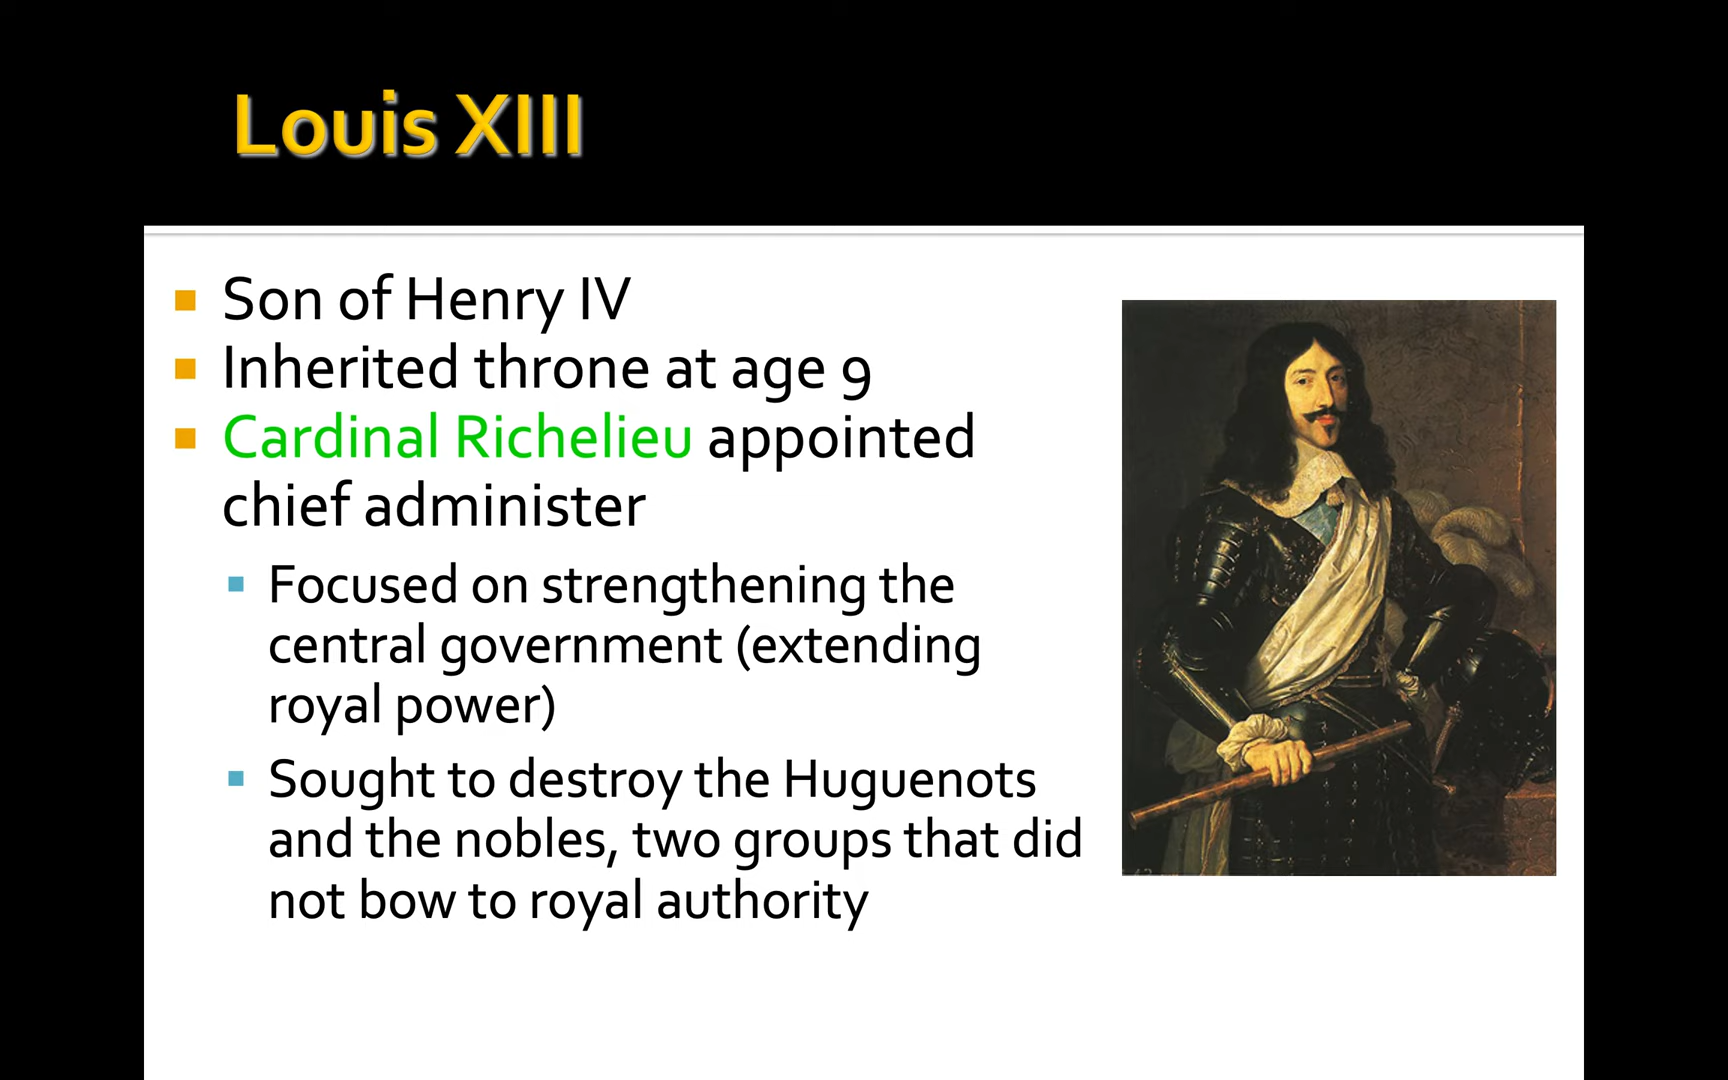 Louis XIII
Son of Henry IV
Inherited throne at age 9
Cardinal Richelieu appointed
chief administer
Focused on strengthening the
central government (extending
royal power)
Sought to destroy the Huguenots
and the nobles, two groups that did
not bow to royal authority